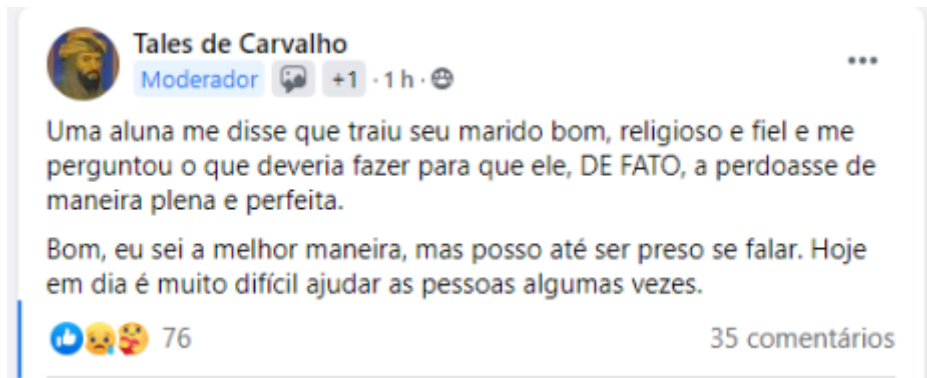 Tales de Carvalho
Moderador +1 · 1 h ·
Uma aluna me disse que traiu seu marido bom, religioso e fiel e me
perguntou o que deveria fazer para que ele, DE FATO, a perdoasse de
maneira plena e perfeita.
Bom, eu sei a melhor maneira, mas posso até ser preso se falar. Hoje
em dia é muito difícil ajudar as pessoas algumas vezes.
76 35 comentários